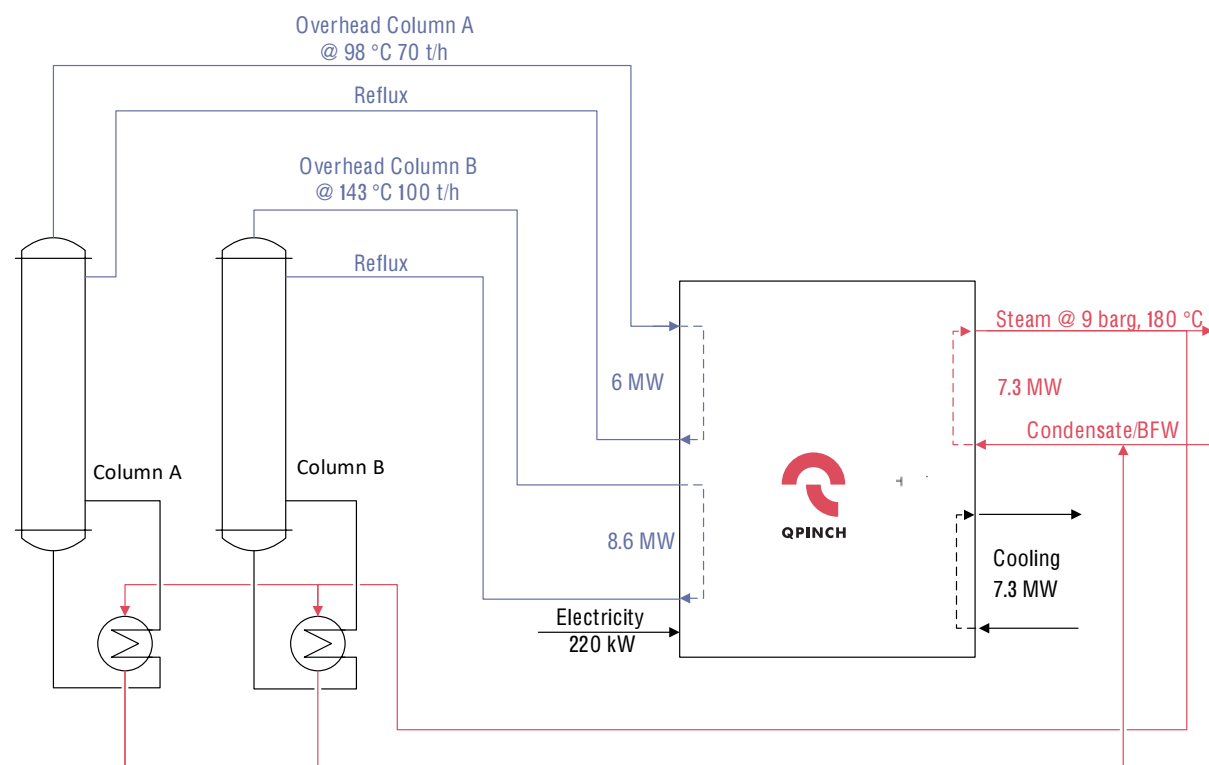 Overhead Column A
@ 98 °C 70 t/h
Reflux
Overhead Column B
@ 143 °C 100 t/h
Reflux
Steam @ 9 barg, 180 °C
6 MW
7.3 MW
Condensate/BFW
Column A
Column B
QPINCH
8.6 MW
Cooling
7.3 MW
Electricity
220 kW